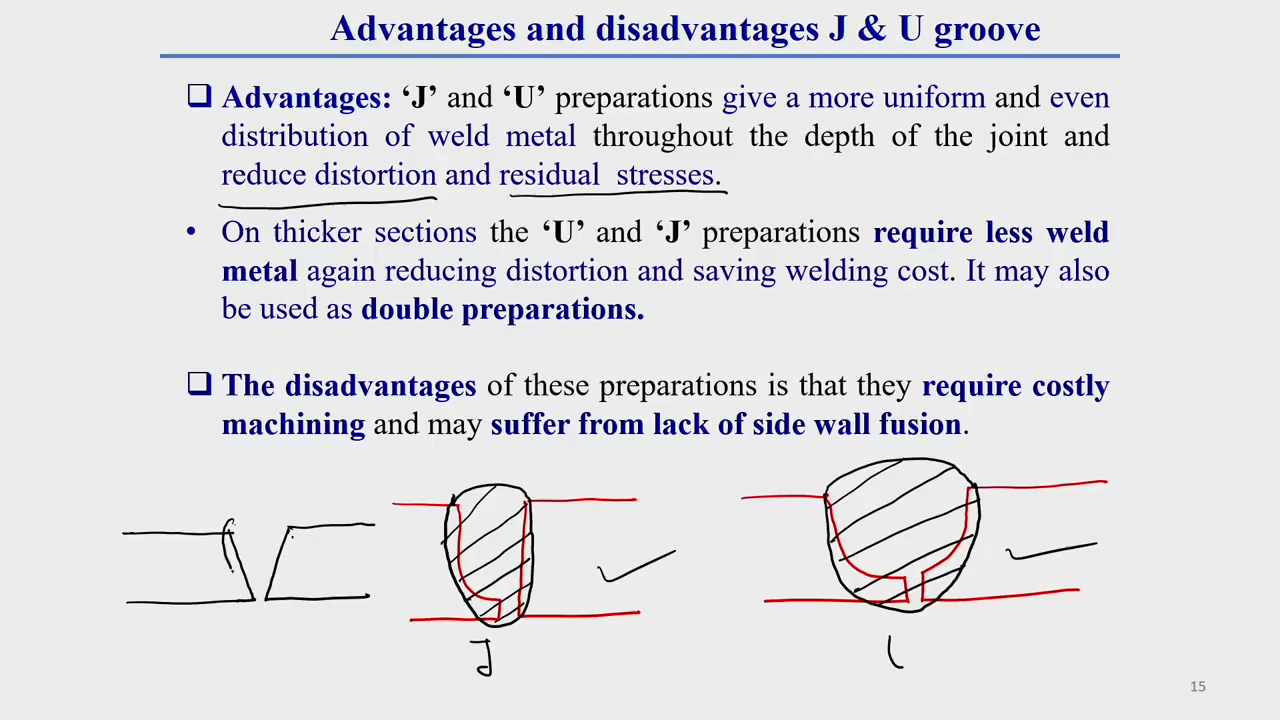 Advantages and disadvantages J & U groove
❑ Advantages: ‘J’ and ‘U’ preparations give a more uniform and even
distribution of weld metal throughout the depth of the joint and
reduce distortion and residual stresses.
• On thicker sections the ‘U’ and ‘J’ preparations require less weld
metal again reducing distortion and saving welding cost. It may also
be used as double preparations.
❑ The disadvantages of these preparations is that they require costly
machining and may suffer from lack of side wall fusion.
J
15